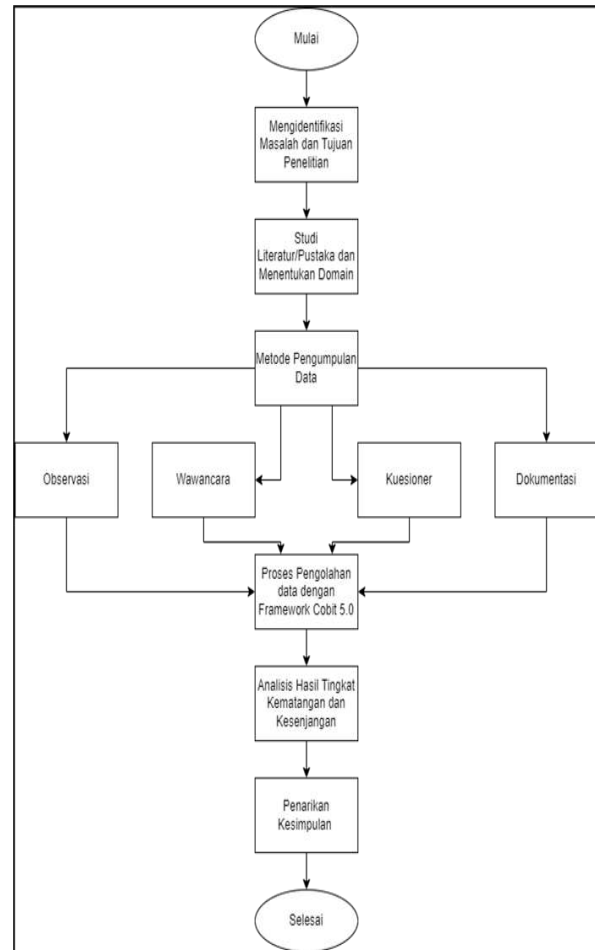 Mulai
Mengidentifikasi
Masalah dan Tujuan
Penelitian
Studi
Literatur/Pustaka dan
Menentukan Domain
Metode Pengumpulan
Data
Observasi
Wawancara
Kuesioner
Dokumentasi
Proses Pengolahan
data dengan
Framework Cobit 5.0
Analisis Hasil Tingkat
Kematangan dan
Kesenjangan
Penarikan
Kesimpulan
Selesai